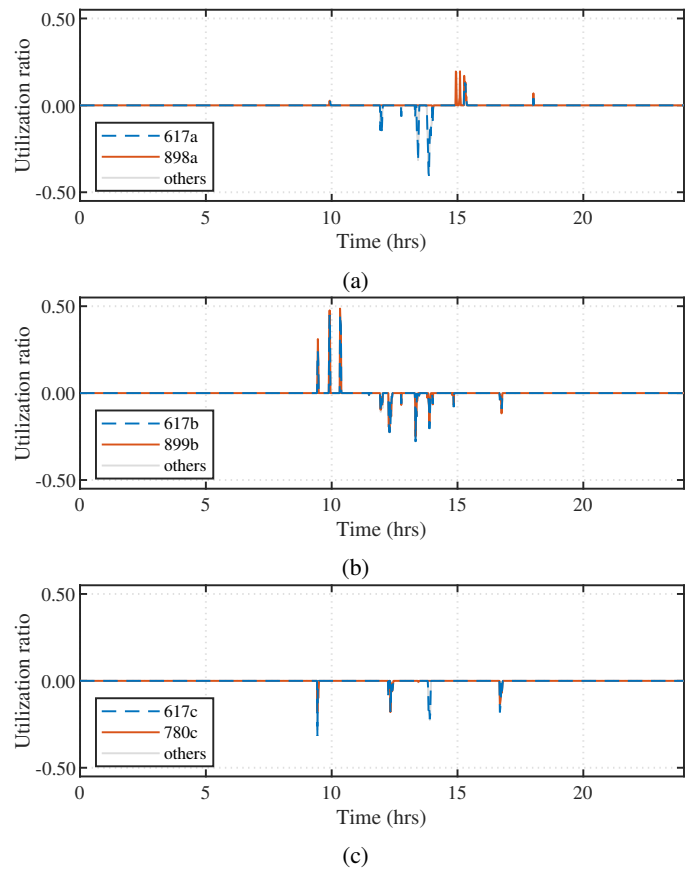 0.50
0.00
-0.50
Utilization ratio
617a
898a
others
0 5 10 15 20
Time (hrs)
(a)
0.50
0.00
-0.50
Utilization ratio
617b
899b
others
0 5 10 15 20
Time (hrs)
(b)
0.50
0.00
-0.50
Utilization ratio
617c
780c
others
0 5 10 15 20
Time (hrs)
(c)